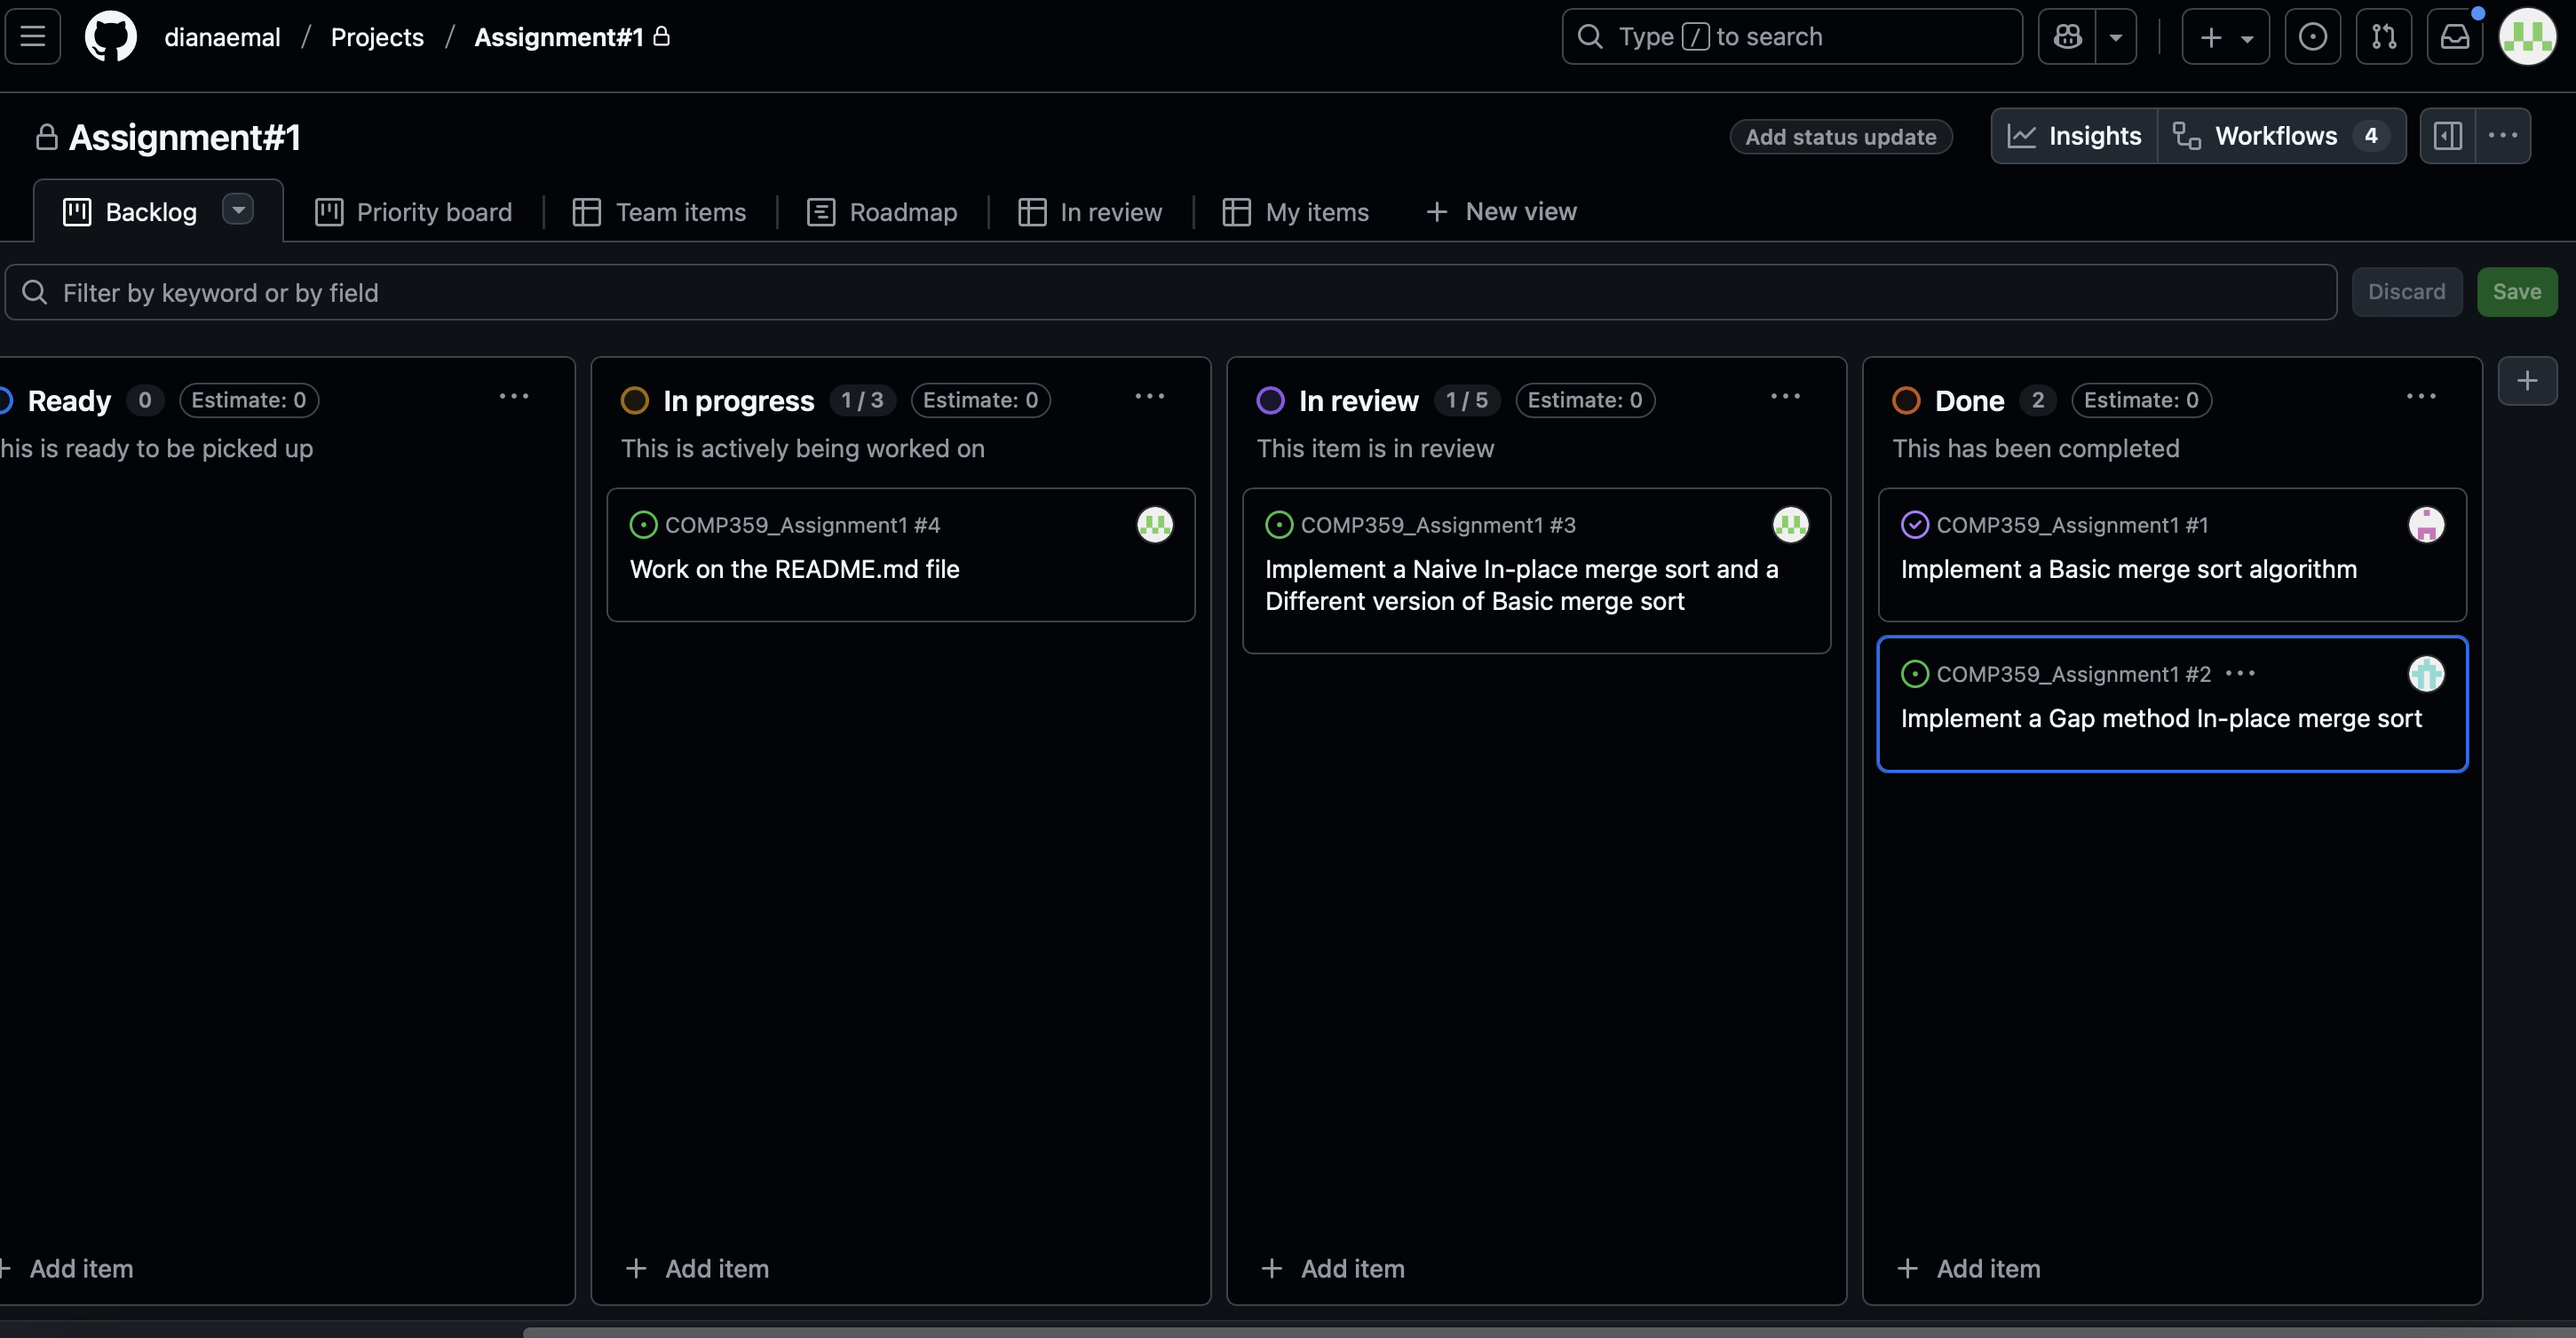 dianaemal / Projects / Assignment#1
Type / to search
Assignment#1
Add status update
Insights
Workflows 4
Backlog
Priority board
Team items
Roadmap
In review
My items
New view
Filter by keyword or by field
Discard
Save
Ready 0 Estimate: 0
his is ready to be picked up
Add item
In progress 1 / 3 Estimate: 0
This is actively being worked on
COMP359_Assignment1 #4
Work on the README.md file
Add item
In review 1 / 5 Estimate: 0
This item is in review
COMP359_Assignment1 #3
Implement a Naive In-place merge sort and a
Different version of Basic merge sort
Add item
Done 2 Estimate: 0
This has been completed
COMP359_Assignment1 #1
Implement a Basic merge sort algorithm
COMP359_Assignment1 #2
Implement a Gap method In-place merge sort
Add item